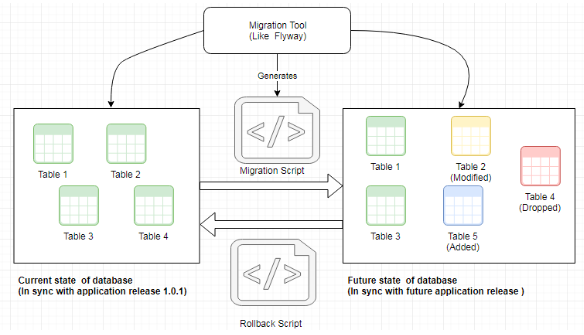 Migration Tool
(Like Flyway)
Generates
Table 1
Table 2
Table 3
Table 4
Migration Script
Table 1
Table 2
(Modified)
Table 4
(Dropped)
Table 3
Table 5
(Added)
Current state of database
(In sync with application release 1.0.1)
Future state of database
(In sync with future application release )
Rollback Script